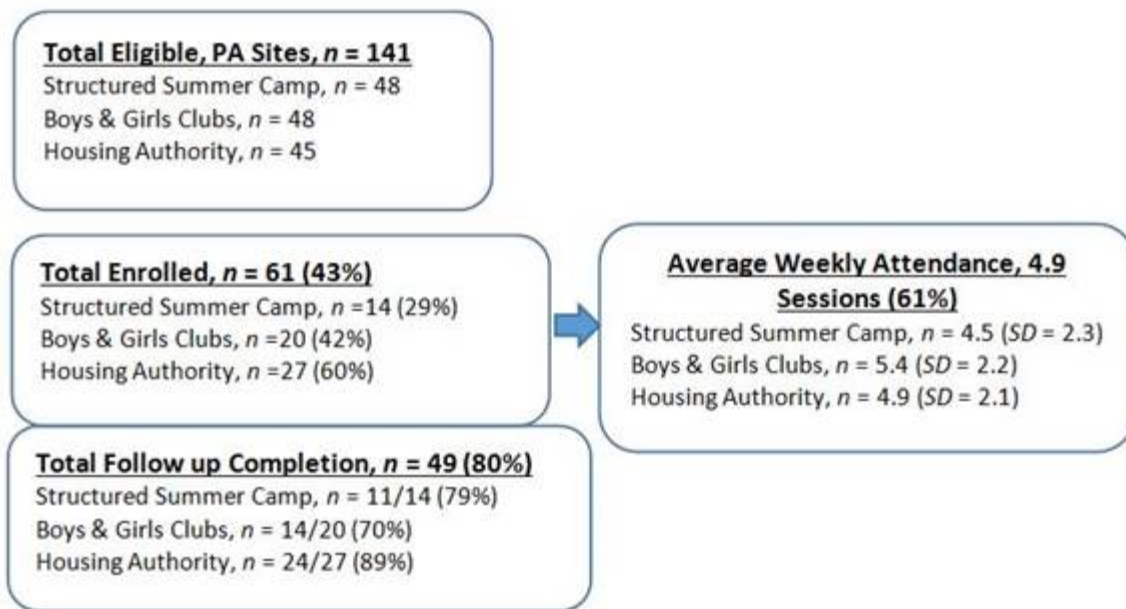 Total Eligible, PA Sites, n = 141
Structured Summer Camp, n = 48
Boys & Girls Clubs, n = 48
Housing Authority, n = 45
Total Enrolled, n = 61 (43%)
Structured Summer Camp, n =14 (29%)
Boys & Girls Clubs, n =20 (42%)
Housing Authority, n =27 (60%)
Average Weekly Attendance, 4.9
Sessions (61%)
Structured Summer Camp, n = 4.5 (SD = 2.3)
Boys & Girls Clubs, n = 5.4 (SD = 2.2)
Housing Authority, n = 4.9 (SD = 2.1)
Total Follow up Completion, n = 49 (80%)
Structured Summer Camp, n = 11/14 (79%)
Boys & Girls Clubs, n = 14/20 (70%)
Housing Authority, n = 24/27 (89%)